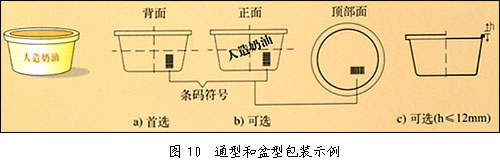 背面 正面 顶部面
人造奶油
人造奶油
h
条码符号
a) 首选 b) 可选 c) 可选(h≤12mm)
图 10 通型和盆型包装示例